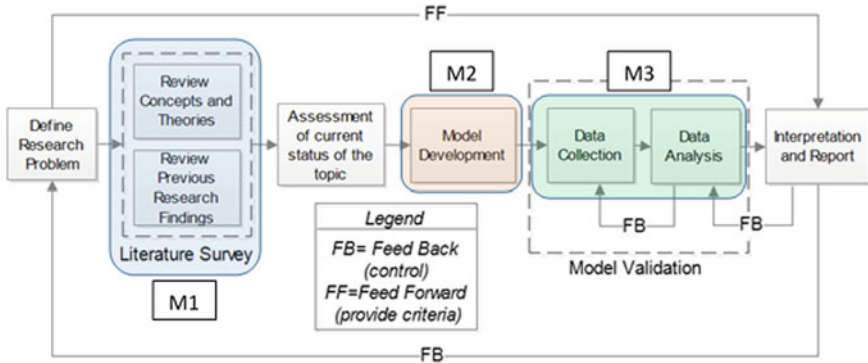 FF
M1
M2
M3
Define
Research
Problem
Review
Concepts and
Theories
Review
Previous
Research
Findings
Literature Survey
Assessment
of current
status of the
topic
Model
Development
Data
Collection
Data
Analysis
FB
FB
Model Validation
Interpretation
and Report
Legend
FB= Feed Back
(control)
FF=Feed Forward
(provide criteria)
FB